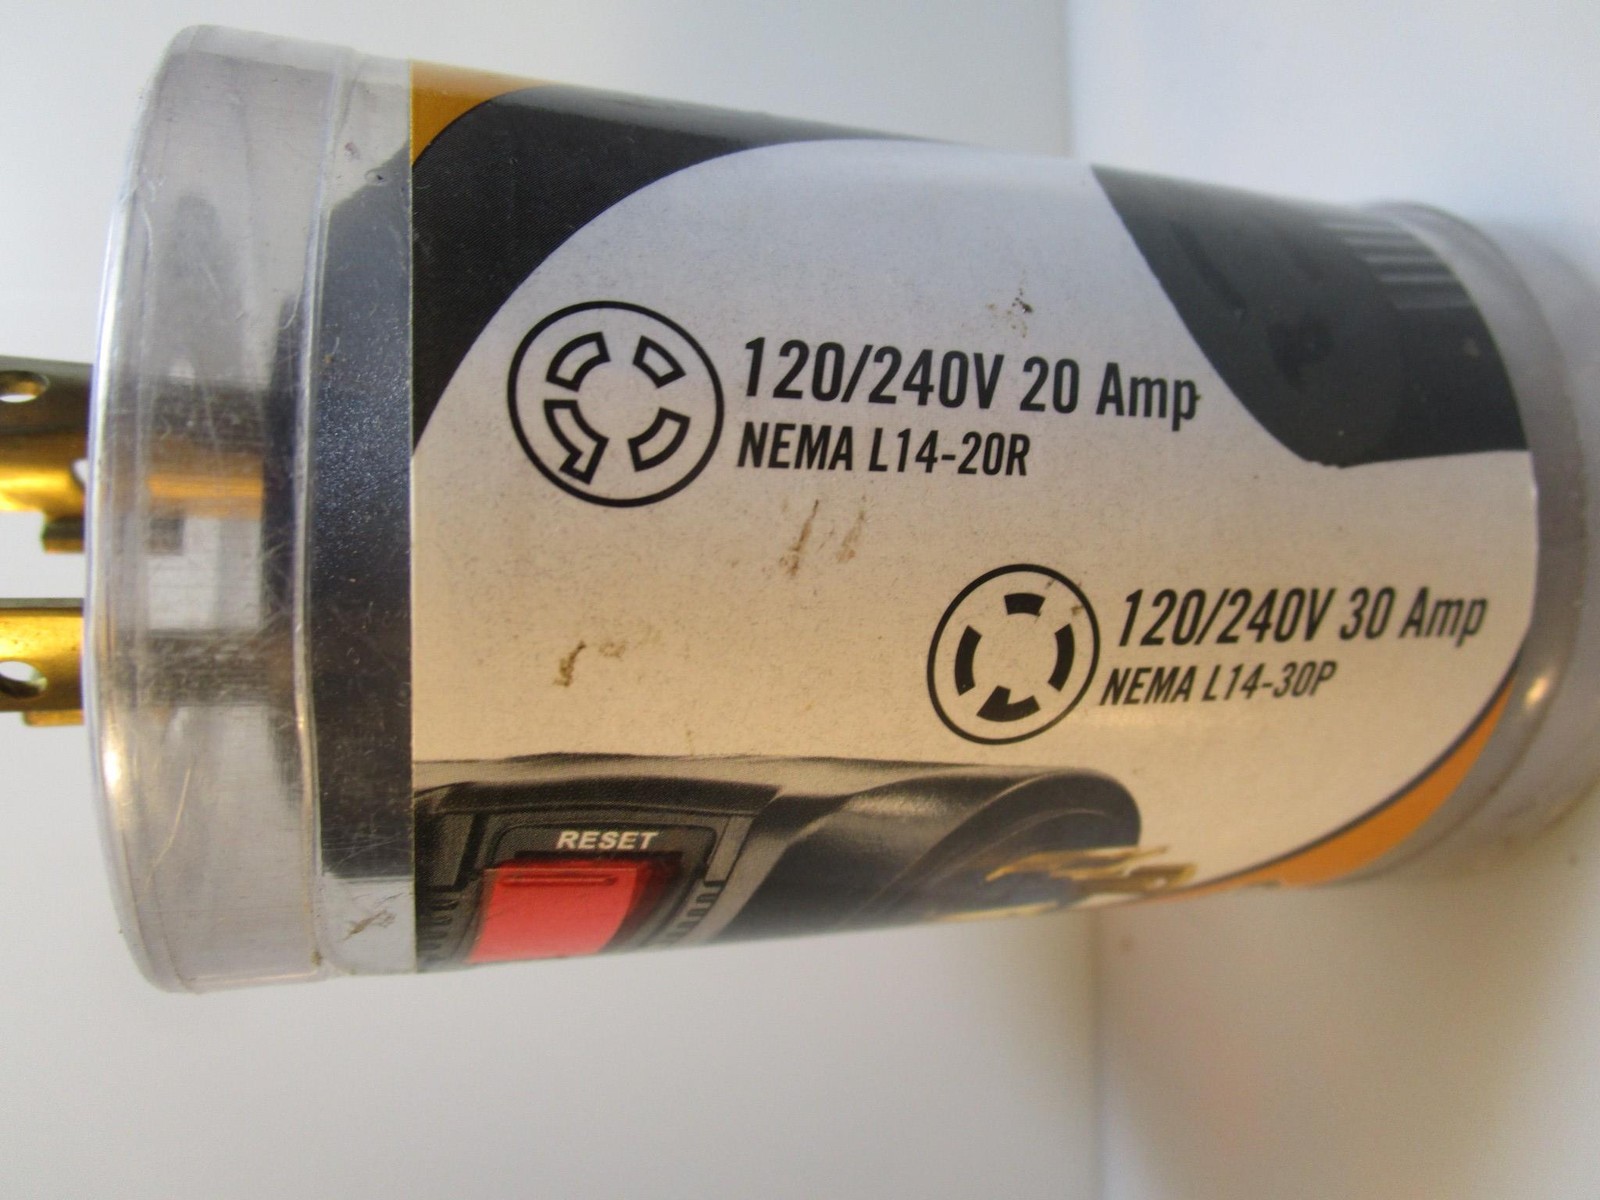 120/240V 20 Amp
NEMA L14-20R
120/240V 30 Amp
NEMA L14-30P
RESET